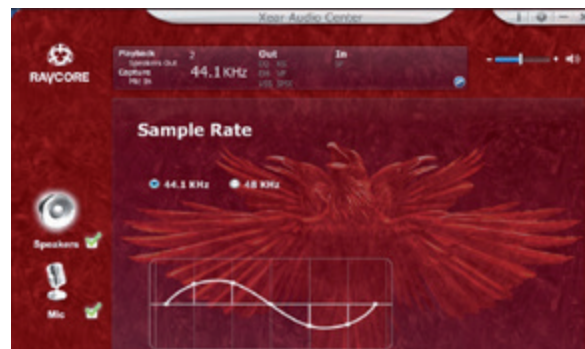 Xear Audio Center
RAVCORE
Playback 2
Speakers Out
Capture
Mic In
44.1 KHz
Out
In
Sample Rate
44.1 KHz 48 KHz
Speakers
Mic